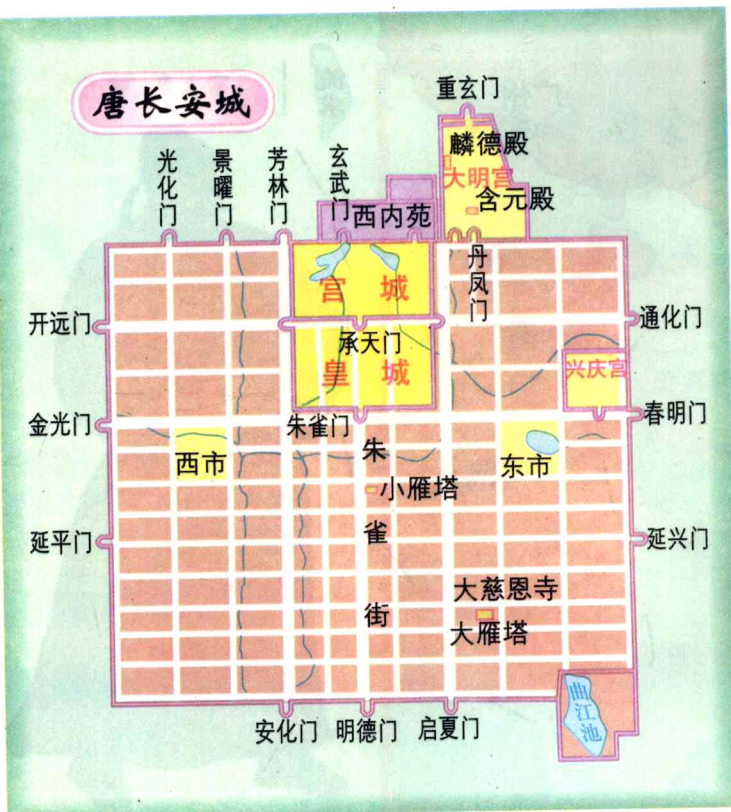 唐长安城
重玄门
麟德殿
大明宫
含元殿
光化门
景曜门
芳林门
玄武门
西内苑
丹凤门
宫城
开远门
通化门
承天门
皇城
兴庆宫
金光门
朱雀门
春明门
西市
东市
朱雀街
小雁塔
延平门
延兴门
大慈恩寺
大雁塔
曲江池
安化门
明德门
启夏门